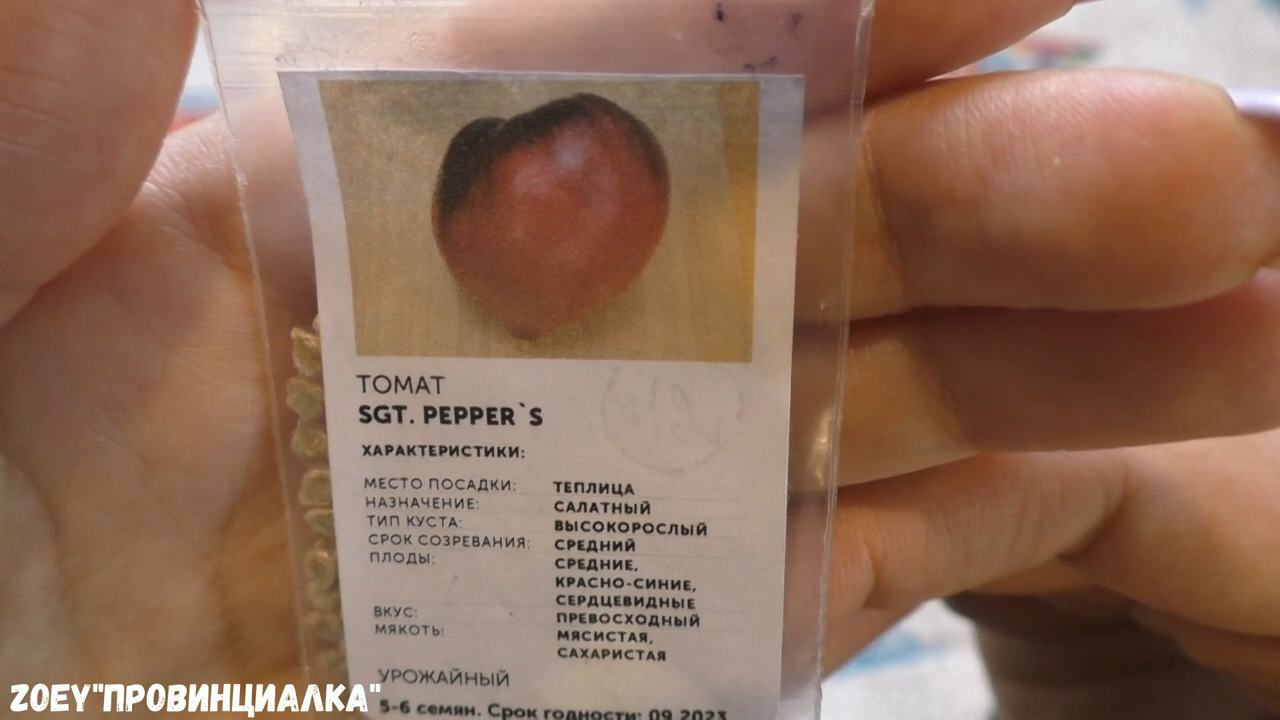 ТОМАТ
SGT. PEPPER`S
ХАРАКТЕРИСТИКИ:
МЕСТО ПОСАДКИ: ТЕПЛИЦА
НАЗНАЧЕНИЕ: САЛАТНЫЙ
ТИП КУСТА: ВЫСОКОРОСЛЫЙ
СРОК СОЗРЕВАНИЯ: СРЕДНИЙ
ПЛОДЫ: СРЕДНИЕ,
КРАСНО-СИНИЕ,
СЕРДЦЕВИДНЫЕ
ВКУС: ПРЕВОСХОДНЫЙ
МЯКОТЬ: МЯСИСТАЯ,
САХАРИСТАЯ
УРОЖАЙНЫЙ
5-6 семян. Срок годности: 09.2023
ZOEY"ПРОВИНЦИАЛКА"